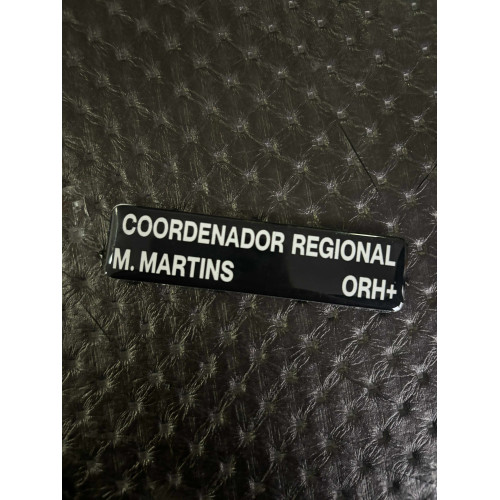 COORDENADOR REGIONAL
M. MARTINS ORH+